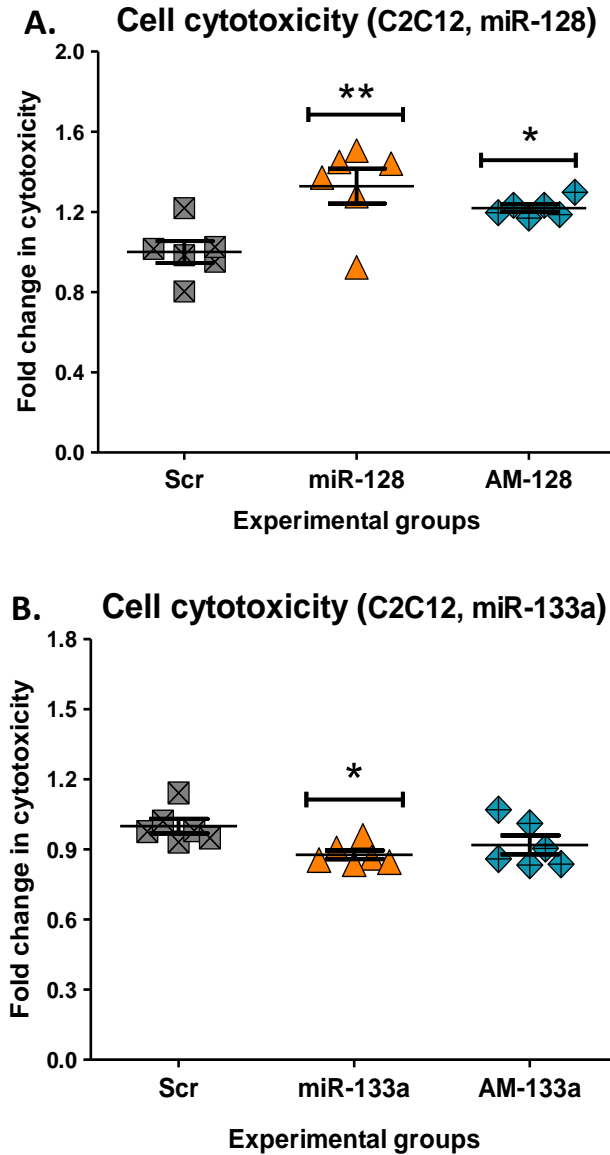 A. Cell cytotoxicity (C2C12, miR-128)
Fold change in cytotoxicity
2.0
1.6
1.2
0.8
0.4
0.0
**
*
Scr miR-128 AM-128
Experimental groups
B. Cell cytotoxicity (C2C12, miR-133a)
Fold change in cytotoxicity
1.8
1.5
1.2
0.9
0.6
0.3
0.0
*
Scr miR-133a AM-133a
Experimental groups